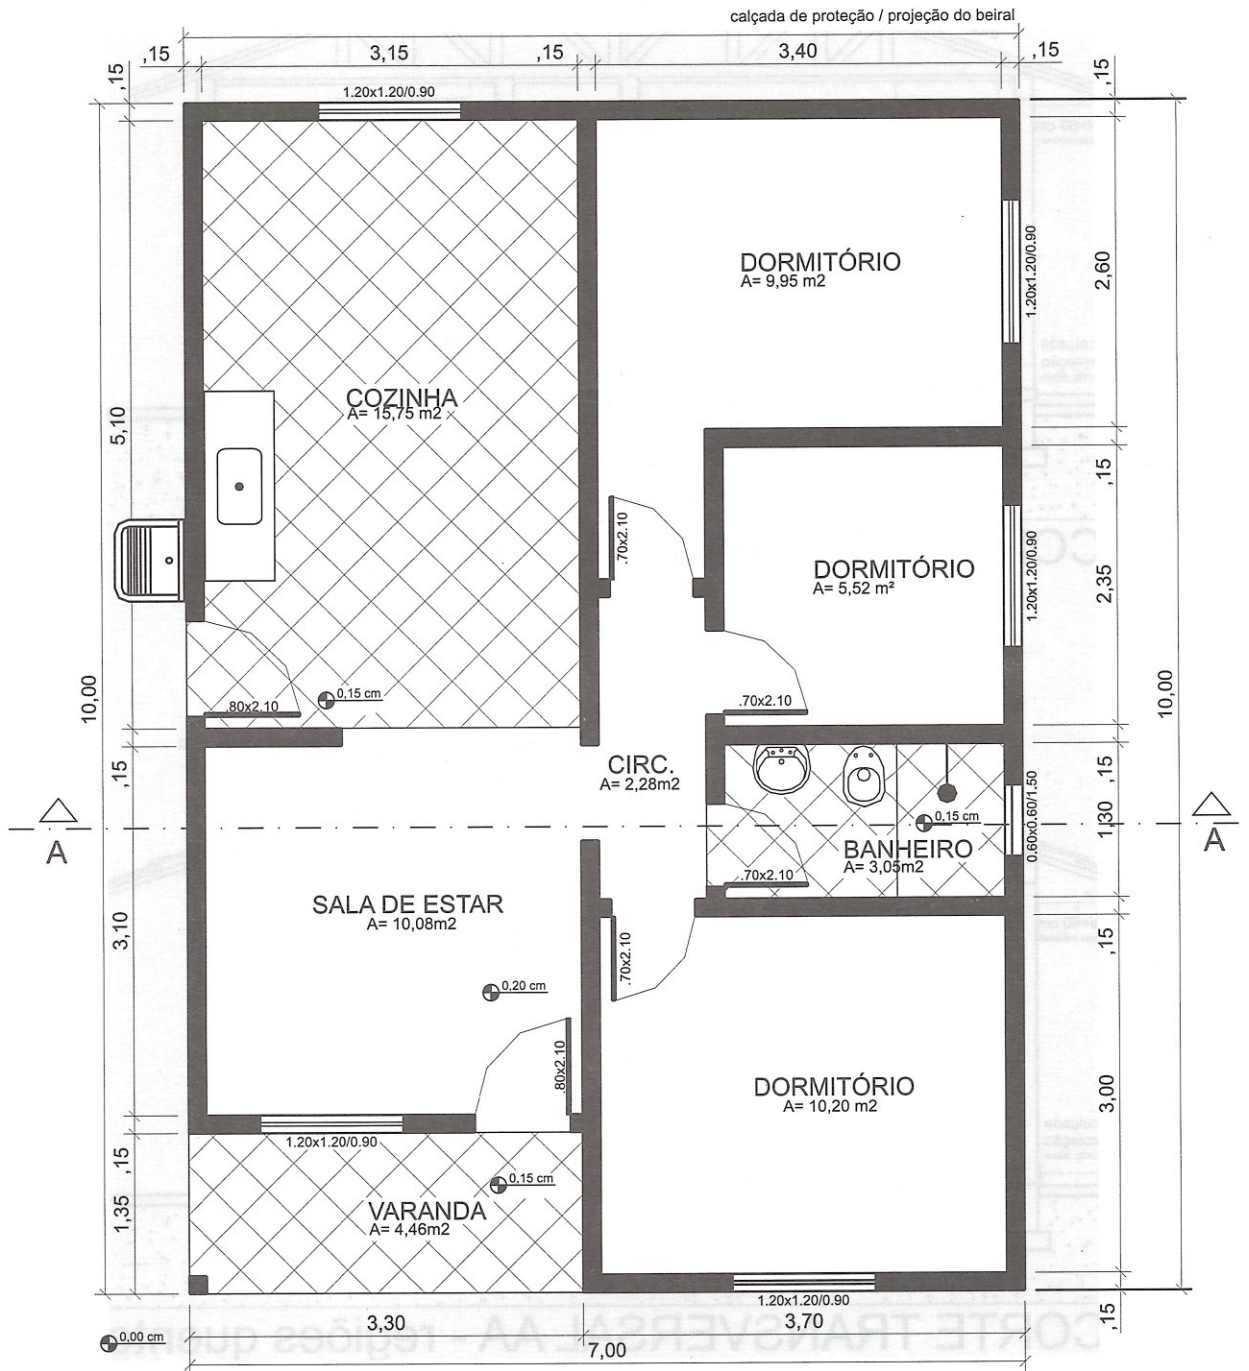 calçada de proteção / projeção do beiral
,15 3,15 ,15 3,40 ,15
,15 ,15
1.20x1.20/0.90
DORMITÓRIO
A= 9,95 m2
1.20x1.20/0.90
2,60
COZINHA
A= 15,75 m2
5,10
,15
.70x2.10
DORMITÓRIO
A= 5,52 m²
1.20x1.20/0.90
2,35
10,00
10,00
.80x2.10
0,15 cm
.70x2.10
,15
CIRC.
A= 2,28m2
,15
0.60x0.60/1.50
1,30
0,15 cm
A
A
BANHEIRO
A= 3,05m2
.70x2.10
SALA DE ESTAR
A= 10,08m2
3,10
.70x2.10
,15
0,20 cm
.80x2.10
DORMITÓRIO
A= 10,20 m2
3,00
1.20x1.20/0.90
,15
0,15 cm
VARANDA
A= 4,46m2
1,35
1.20x1.20/0.90
,15
0,00 cm
3,30 3,70
7,00
CORTE TRANSVERSAL AA - regiões quente